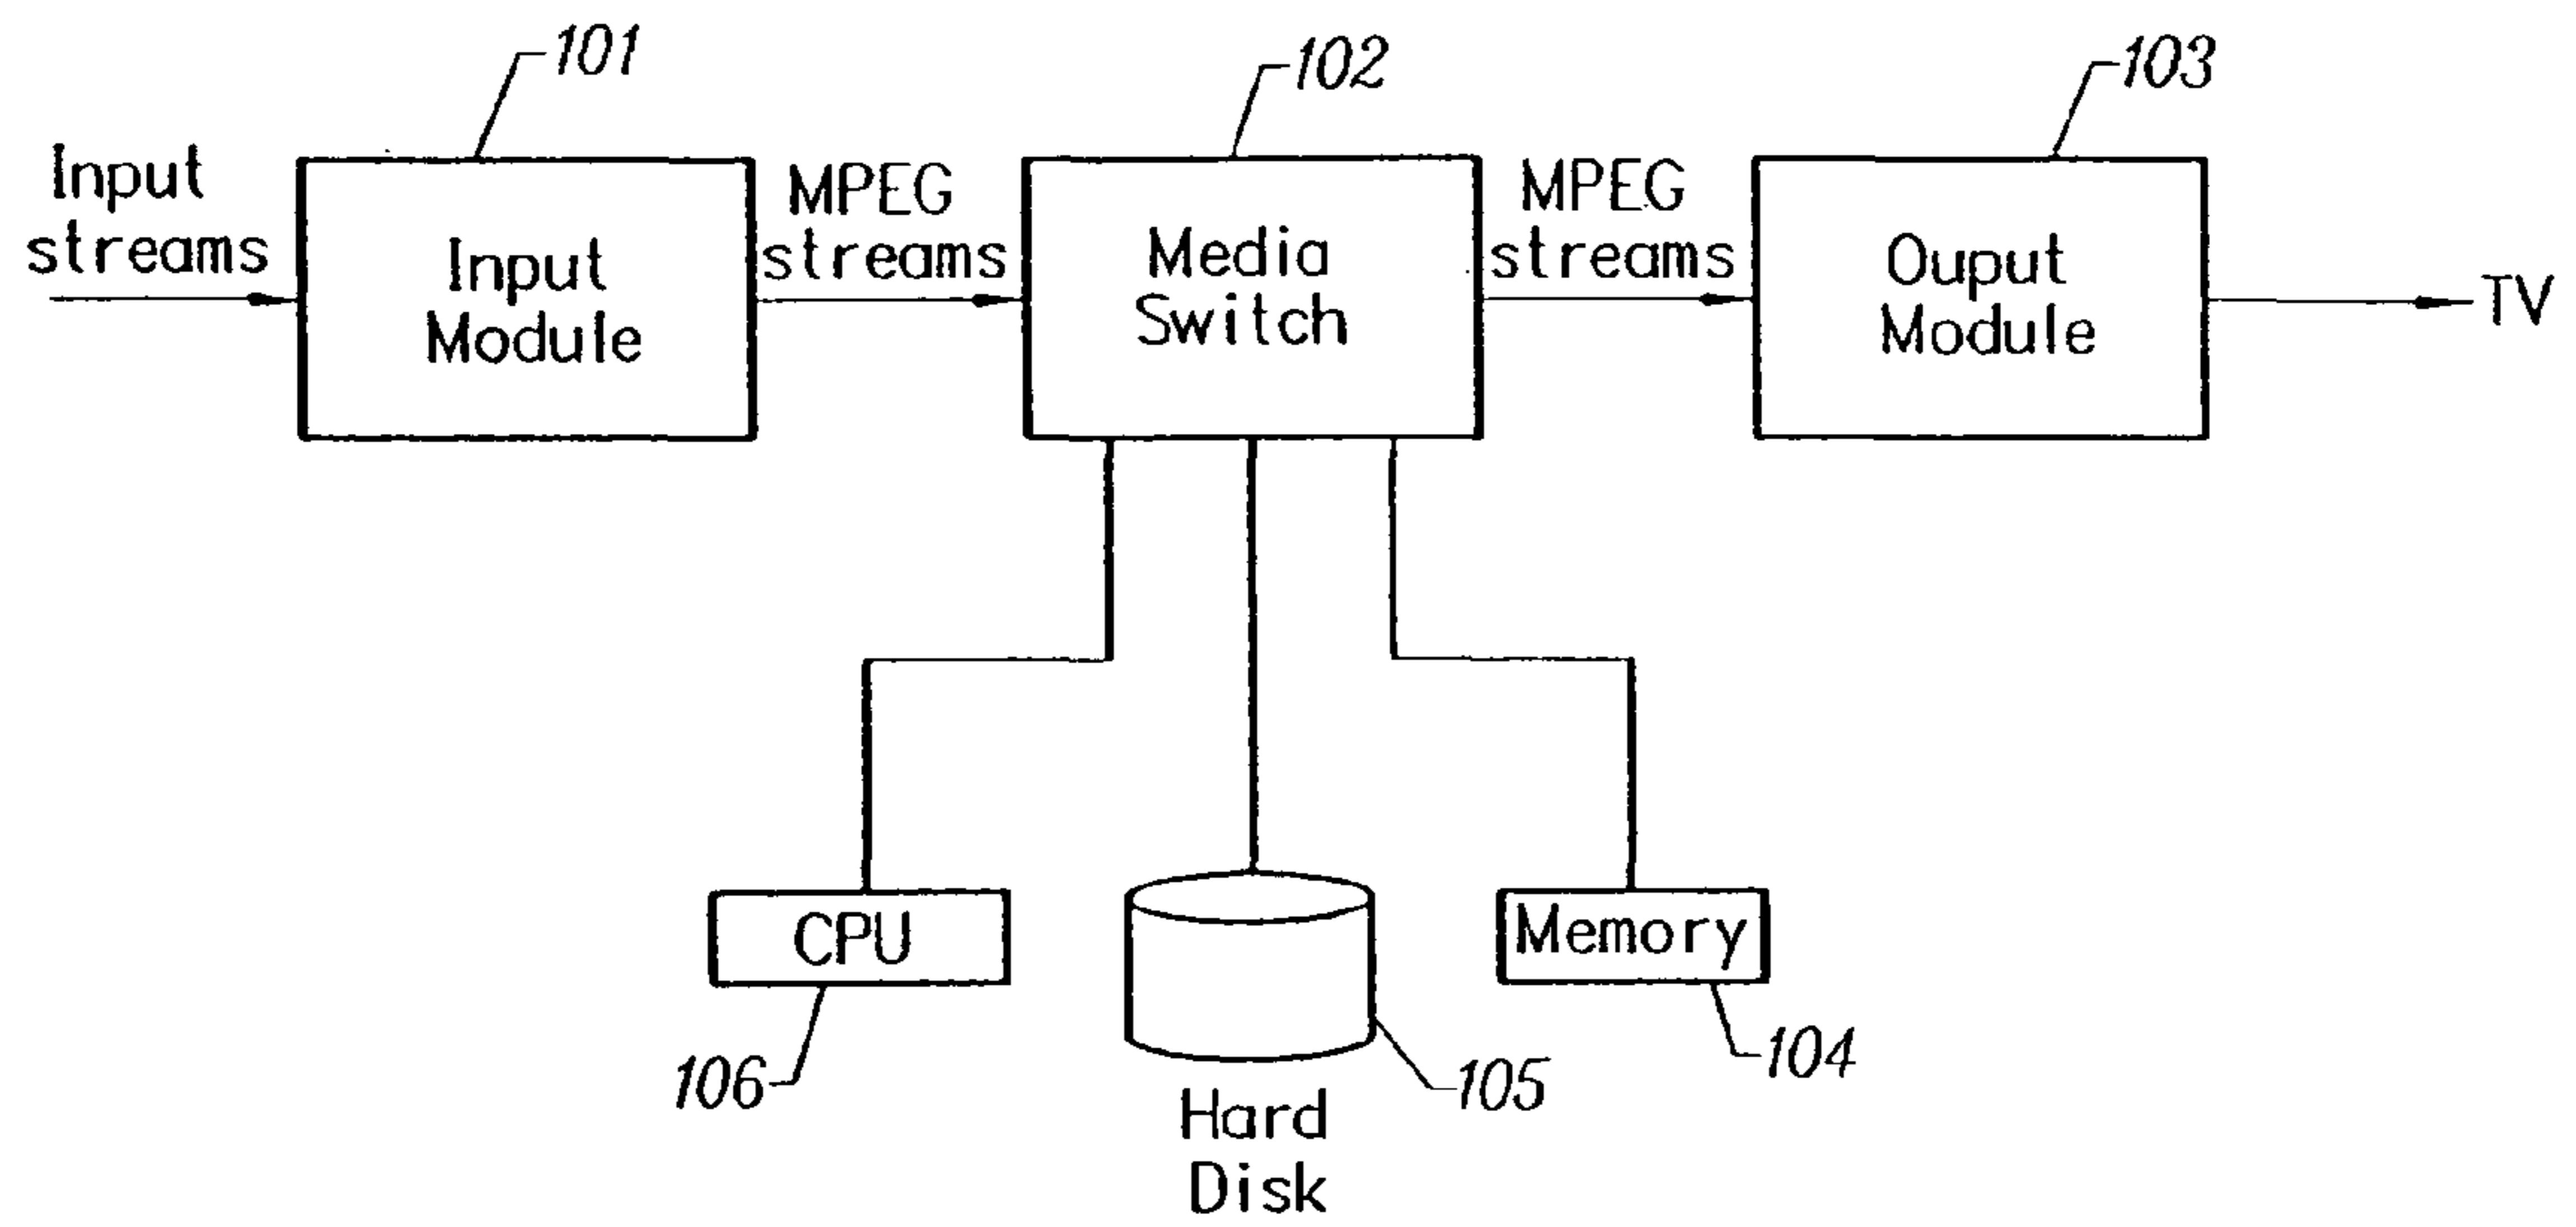 101
102
103
Input
streams
Input
Module
MPEG
streams
Media
Switch
MPEG
streams
Ouput
Module
TV
CPU
Memory
106
105
104
Hard
Disk